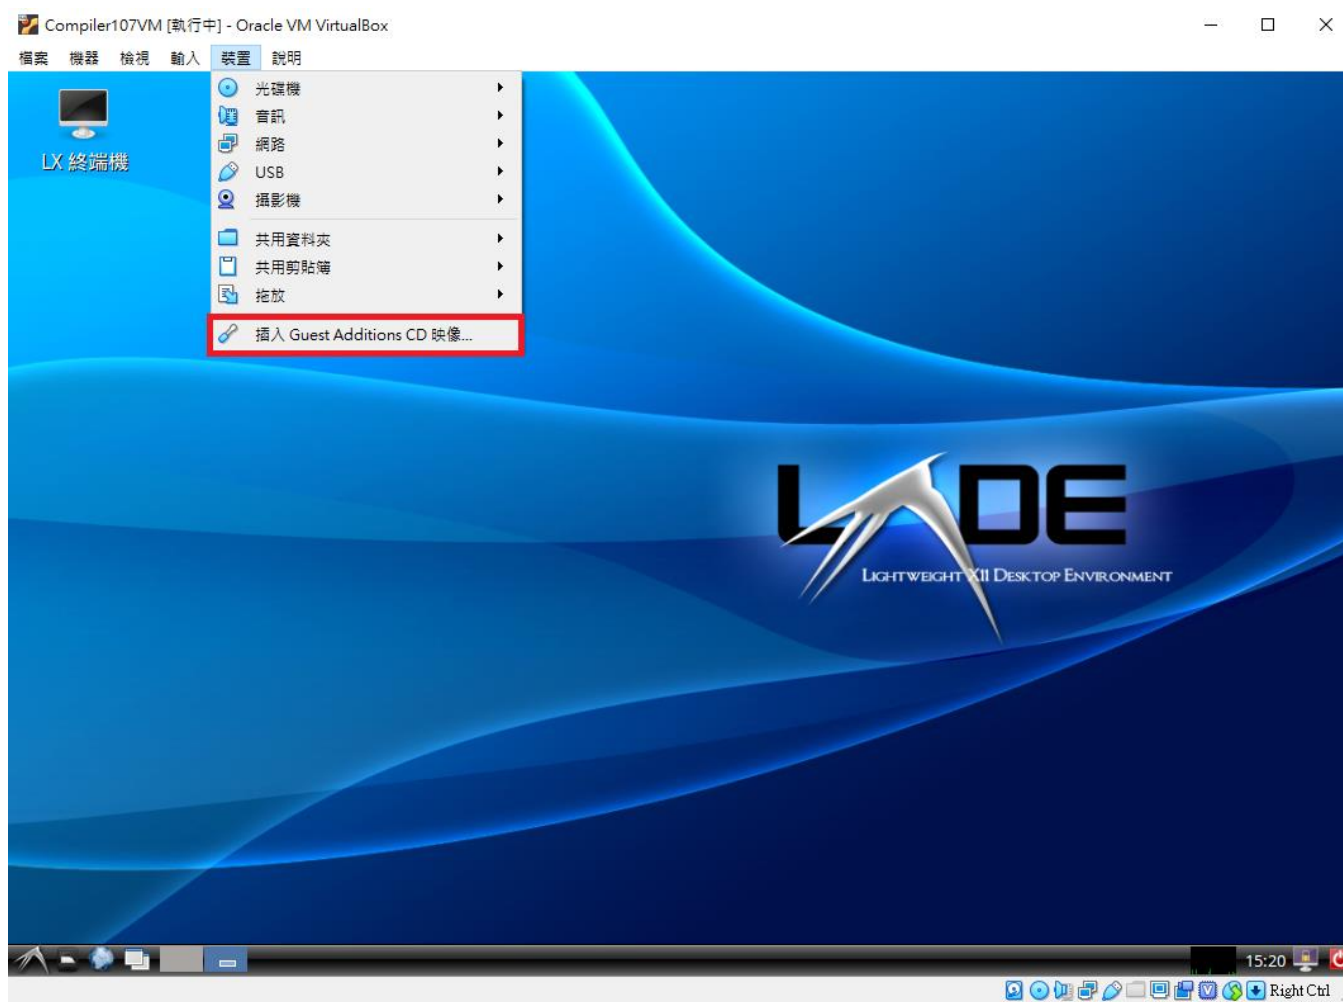 Compiler107VM [執行中] - Oracle VM VirtualBox
檔案 機器 檢視 輸入 裝置 說明
光碟機
音訊
網路
USB
攝影機
共用資料夾
共用剪貼簿
拖放
插入 Guest Additions CD 映像...
LX 終端機
LXDE
LIGHTWEIGHT X11 DESKTOP ENVIRONMENT
15:20
Right Ctrl